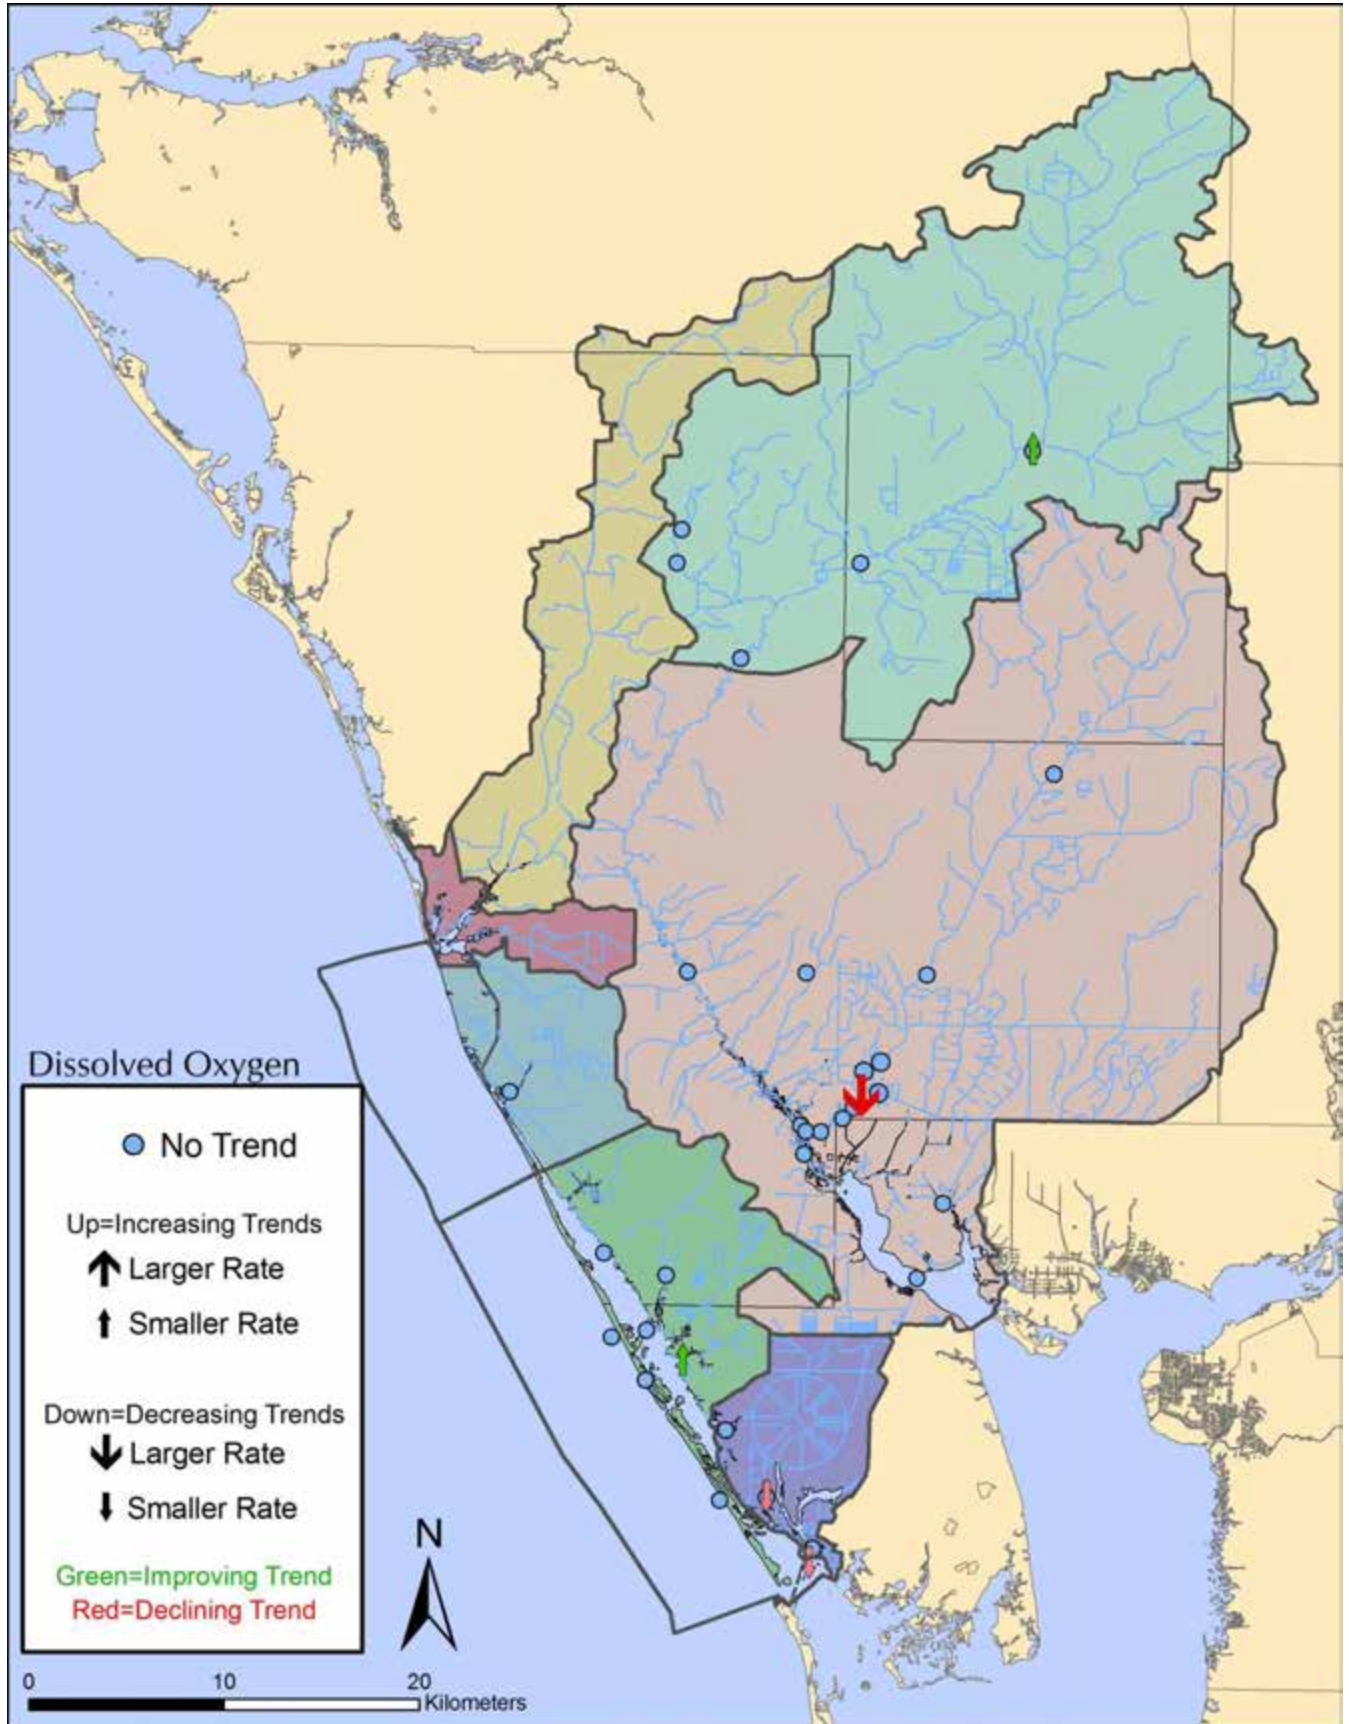 Dissolved Oxygen
No Trend
Up=Increasing Trends
Larger Rate
Smaller Rate
Down=Decreasing Trends
Larger Rate
Smaller Rate
Green=Improving Trend
Red=Declining Trend
N
0 10 20
Kilometers